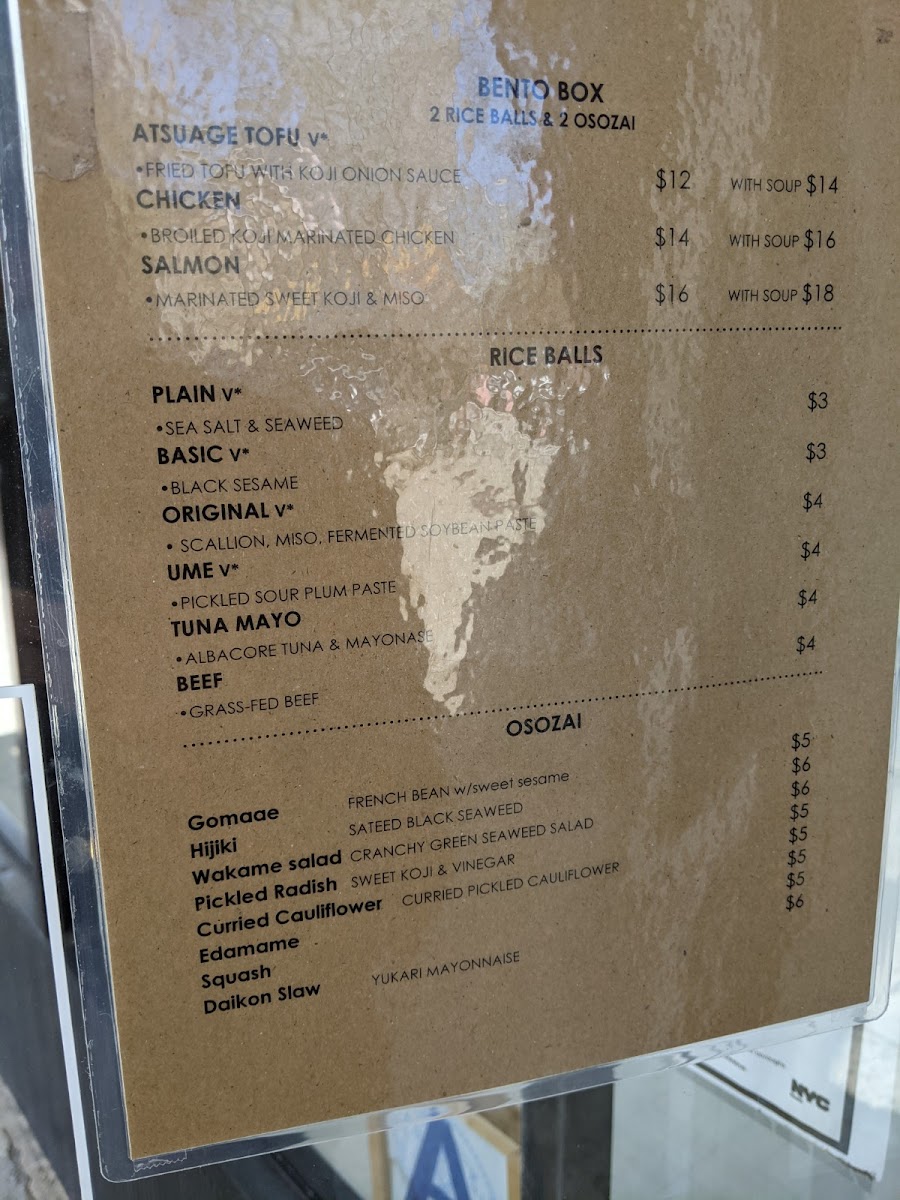 BENTO BOX
2 RICE BALLS & 2 OSOZAI
ATSUAGE TOFU V*
•FRIED TOFU WITH KOJI ONION SAUCE $12 WITH SOUP $14
CHICKEN
•BROILED KOJI MARINATED CHICKEN $14 WITH SOUP $16
SALMON
•MARINATED SWEET KOJI & MISO $16 WITH SOUP $18
RICE BALLS
PLAIN V* $3
•SEA SALT & SEAWEED
BASIC V* $3
•BLACK SESAME
ORIGINAL V* $4
• SCALLION, MISO, FERMENTED SOYBEAN PASTE
UME V* $4
•PICKLED SOUR PLUM PASTE
TUNA MAYO $4
•ALBACORE TUNA & MAYONASE
BEEF $4
•GRASS-FED BEEF
OSOZAI
Gomaae FRENCH BEAN w/sweet sesame $5
Hijiki SATEED BLACK SEAWEED $6
Wakame salad CRANCHY GREEN SEAWEED SALAD $6
Pickled Radish SWEET KOJI & VINEGAR $5
Curried Cauliflower CURRIED PICKLED CAULIFLOWER $5
Edamame $5
Squash $5
Daikon Slaw YUKARI MAYONNAISE $6
NYC
A